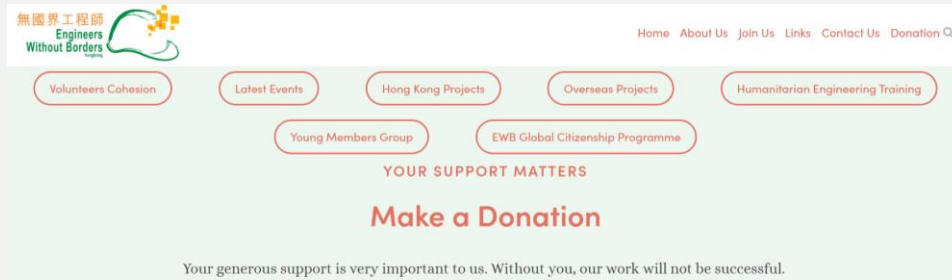 無國界工程師
Engineers
Without Borders
Hongkong
Home About Us Join Us Links Contact Us Donation
Volunteers Cohesion
Latest Events
Hong Kong Projects
Overseas Projects
Humanitarian Engineering Training
Young Members Group
EWB Global Citizenship Programme
YOUR SUPPORT MATTERS
Make a Donation
Your generous support is very important to us. Without you, our work will not be successful.